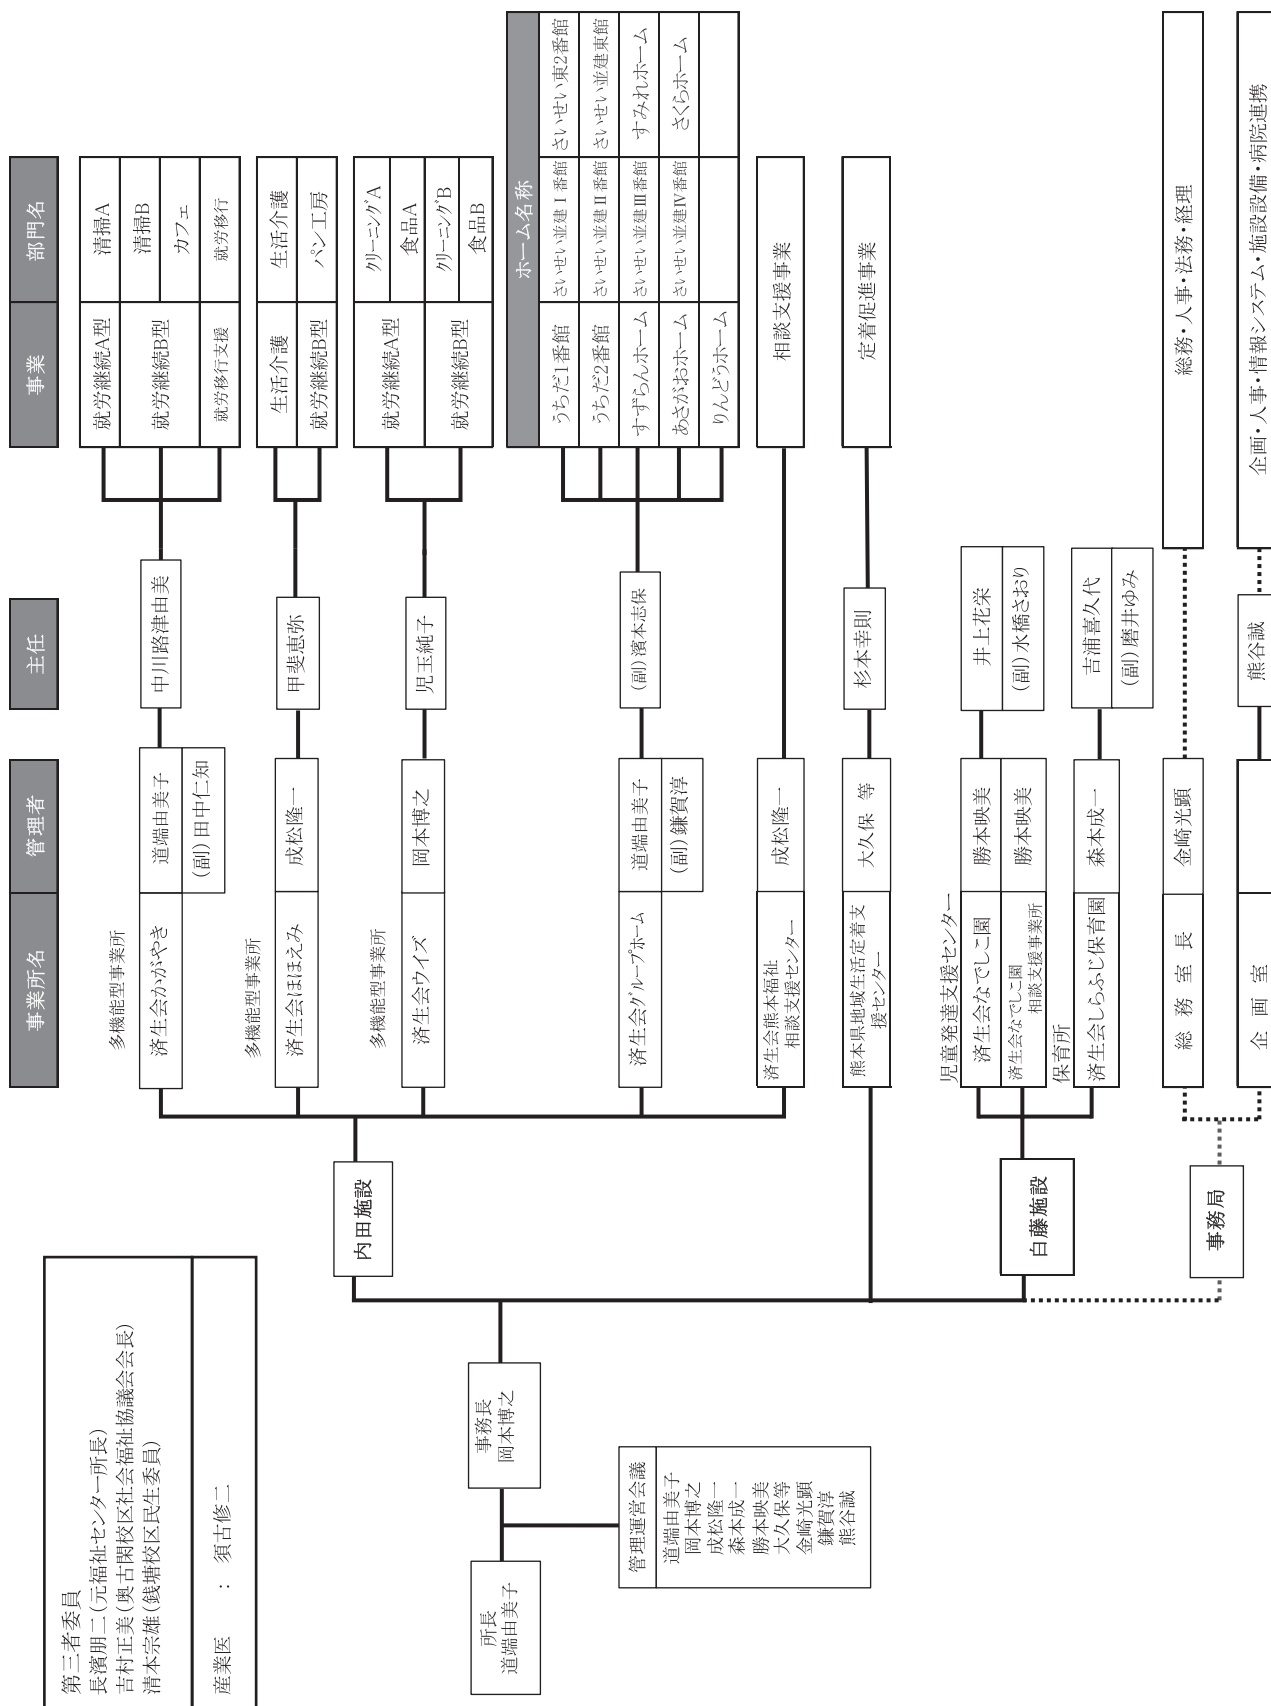 第三者委員
長濱朋二(元福祉センター所長)
吉村正美(奥古閑校区社会福祉協議会会長)
清本宗雄(銭塘校区民生委員)
産業医 : 須古修二
所長
道端由美子
事務長
岡本博之
管理運営会議
道端由美子
岡本博之
成松隆一
森本成一
勝本映美
大久保等
金崎光顕
鎌賀淳
熊谷誠
内田施設
白藤施設
事務局
事業所名
管理者
主任
事業
部門名
多機能型事業所
済生会かがやき
道端由美子
(副)田中仁知
中川路津由美
就労継続A型
清掃A
就労継続B型
清掃B
カフェ
就労移行支援
就労移行
多機能型事業所
済生会ほほえみ
成松隆一
甲斐恵弥
生活介護
生活介護
就労継続B型
パン工房
多機能型事業所
済生会ウイズ
岡本博之
児玉純子
就労継続A型
クリーニングA
食品A
就労継続B型
クリーニングB
食品B
済生会グループホーム
道端由美子
(副)鎌賀淳
(副)濱本志保
ホーム名称
うちだ1番館
さいせい並建Ⅰ番館
さいせい東2番館
うちだ2番館
さいせい並建Ⅱ番館
さいせい並建東館
すずらんホーム
さいせい並建Ⅲ番館
すみれホーム
あさがおホーム
さいせい並建Ⅳ番館
さくらホーム
りんどうホーム
済生会熊本福祉
相談支援センター
成松隆一
相談支援事業
熊本県地域生活定着支
援センター
大久保 等
杉本幸則
定着促進事業
児童発達支援センター
済生会なでしこ園
勝本映美
井上花栄
(副)水橋さおり
済生会なでしこ園
相談支援事業所
勝本映美
保育所
済生会しらふじ保育園
森本成一
吉浦喜久代
(副)磨井ゆみ
総 務 室 長
金崎光顕
総務・人事・法務・経理
企 画 室
熊谷誠
企画・人事・情報システム・施設設備・病院連携